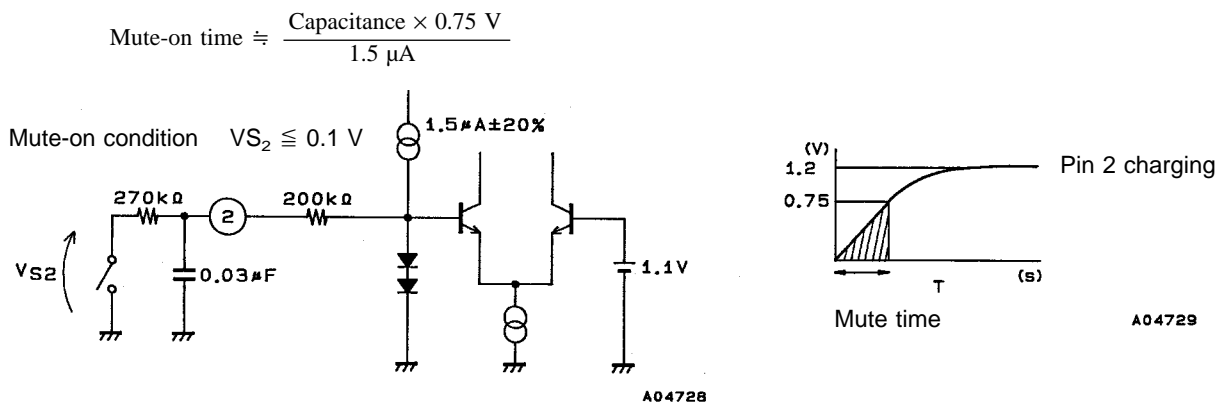 Mute-on time ≒ Capacitance × 0.75 V / 1.5 µA
Mute-on condition VS₂ ≦ 0.1 V
1.5µA±20%
270kΩ
2
200kΩ
VS2
0.03µF
1.1V
A04728
(V)
1.2
0.75
Pin 2 charging
T
(s)
Mute time
A04729